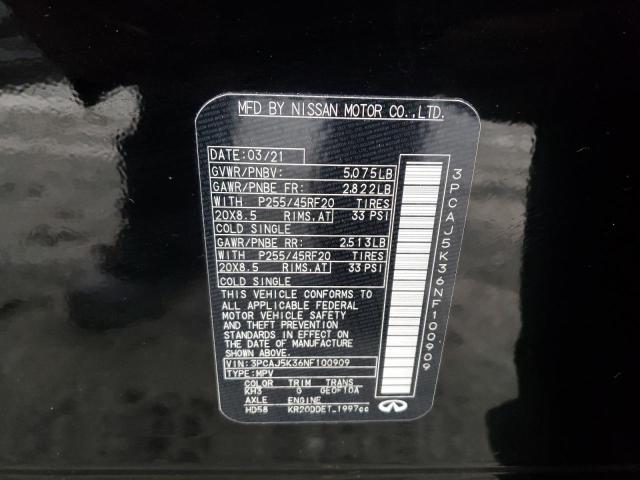 MFD BY NISSAN MOTOR CO.,LTD.
DATE: 03/21
GVWR/PNBV: 5,075LB
GAWR/PNBE FR: 2,822LB
WITH P255/45RF20 TIRES
20X8.5 RIMS.AT 33 PSI
COLD SINGLE
GAWR/PNBE RR: 2,513LB
WITH P255/45RF20 TIRES
20X8.5 RIMS.AT 33 PSI
COLD SINGLE
THIS VEHICLE CONFORMS TO
ALL APPLICABLE FEDERAL
MOTOR VEHICLE SAFETY
AND THEFT PREVENTION
STANDARDS IN EFFECT ON
THE DATE OF MANUFACTURE
SHOWN ABOVE.
VIN: 3PCAJ5K36NF100909
TYPE: MPV
COLOR TRIM TRANS
KH3 G GE0F10A
AXLE ENGINE
HD58 KR20DDET 1997cc
3PCAJ5K36NF100909